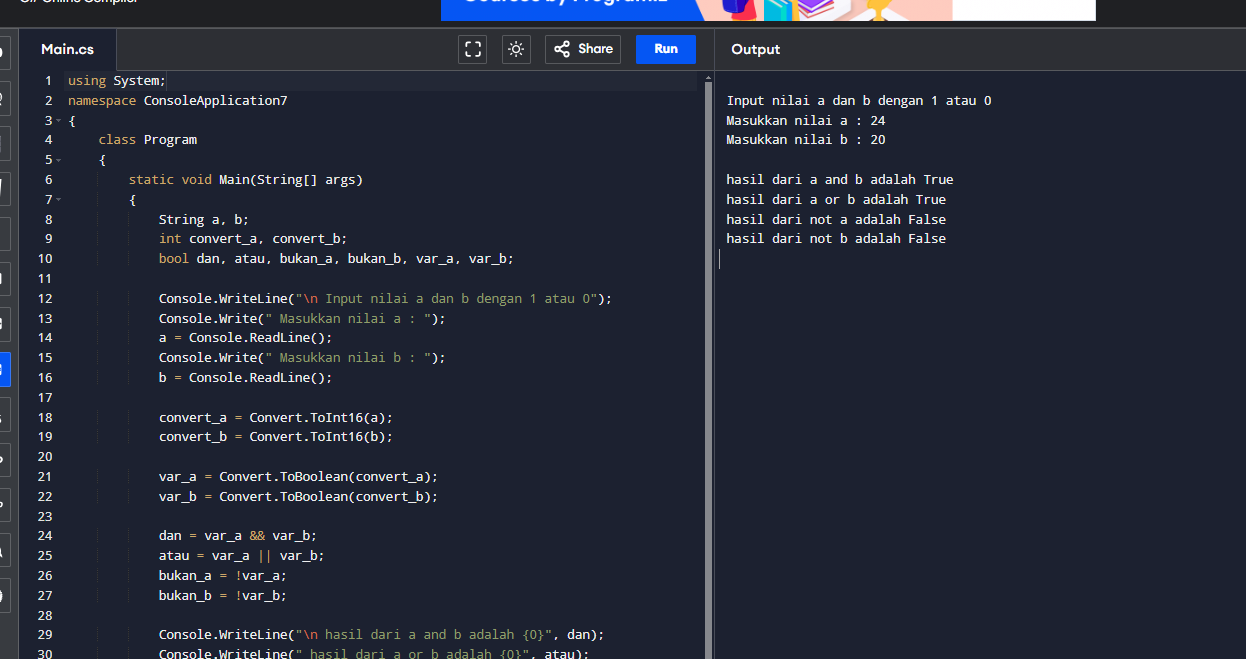 C# Online Compiler
Courses by Programiz
Main.cs
Share
Run
Output
1 using System;
2 namespace ConsoleApplication7
3 {
4 class Program
5 {
6 static void Main(String[] args)
7 {
8 String a, b;
9 int convert_a, convert_b;
10 bool dan, atau, bukan_a, bukan_b, var_a, var_b;
11
12 Console.WriteLine("\n Input nilai a dan b dengan 1 atau 0");
13 Console.Write(" Masukkan nilai a : ");
14 a = Console.ReadLine();
15 Console.Write(" Masukkan nilai b : ");
16 b = Console.ReadLine();
17
18 convert_a = Convert.ToInt16(a);
19 convert_b = Convert.ToInt16(b);
20
21 var_a = Convert.ToBoolean(convert_a);
22 var_b = Convert.ToBoolean(convert_b);
23
24 dan = var_a && var_b;
25 atau = var_a || var_b;
26 bukan_a = !var_a;
27 bukan_b = !var_b;
28
29 Console.WriteLine("\n hasil dari a and b adalah {0}", dan);
30 Console.WriteLine(" hasil dari a or b adalah {0}", atau);
Input nilai a dan b dengan 1 atau 0
Masukkan nilai a : 24
Masukkan nilai b : 20
hasil dari a and b adalah True
hasil dari a or b adalah True
hasil dari not a adalah False
hasil dari not b adalah False